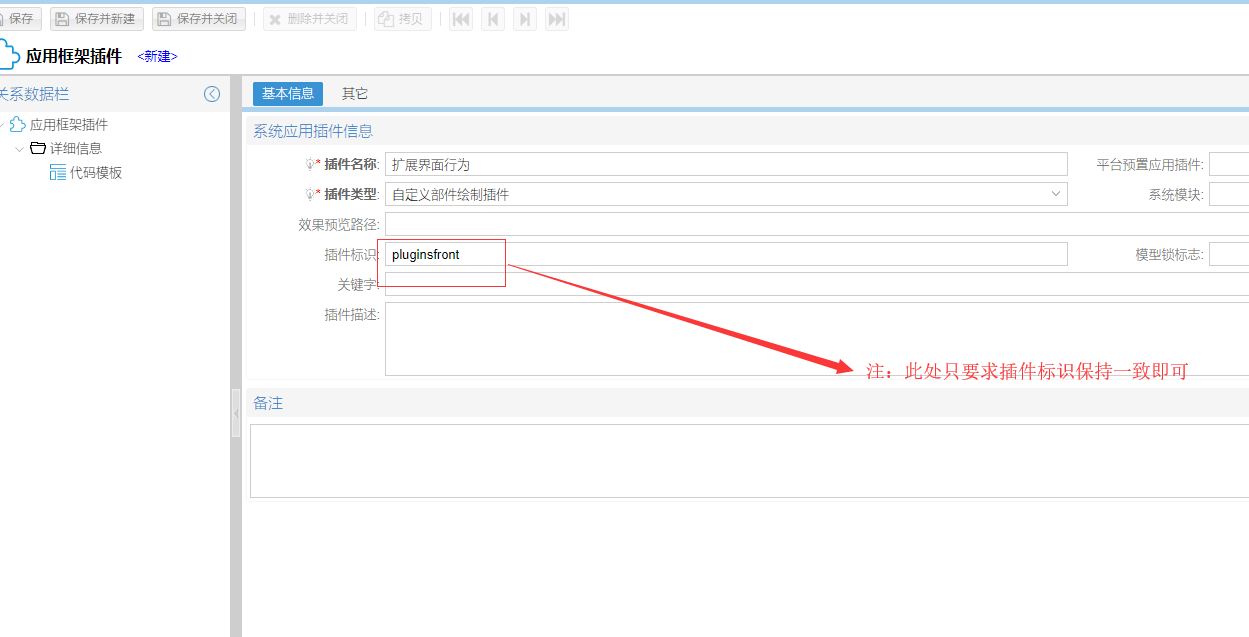 保存 保存并新建 保存并关闭 删除并关闭 拷贝
应用框架插件 <新建>
关系数据栏
应用框架插件
详细信息
代码模板
基本信息 其它
系统应用插件信息
* 插件名称: 扩展界面行为 平台预置应用插件:
* 插件类型: 自定义部件绘制插件 系统模块:
效果预览路径:
插件标识: pluginsfront 模型锁标志:
关键字:
插件描述:
注：此处只要求插件标识保持一致即可
备注